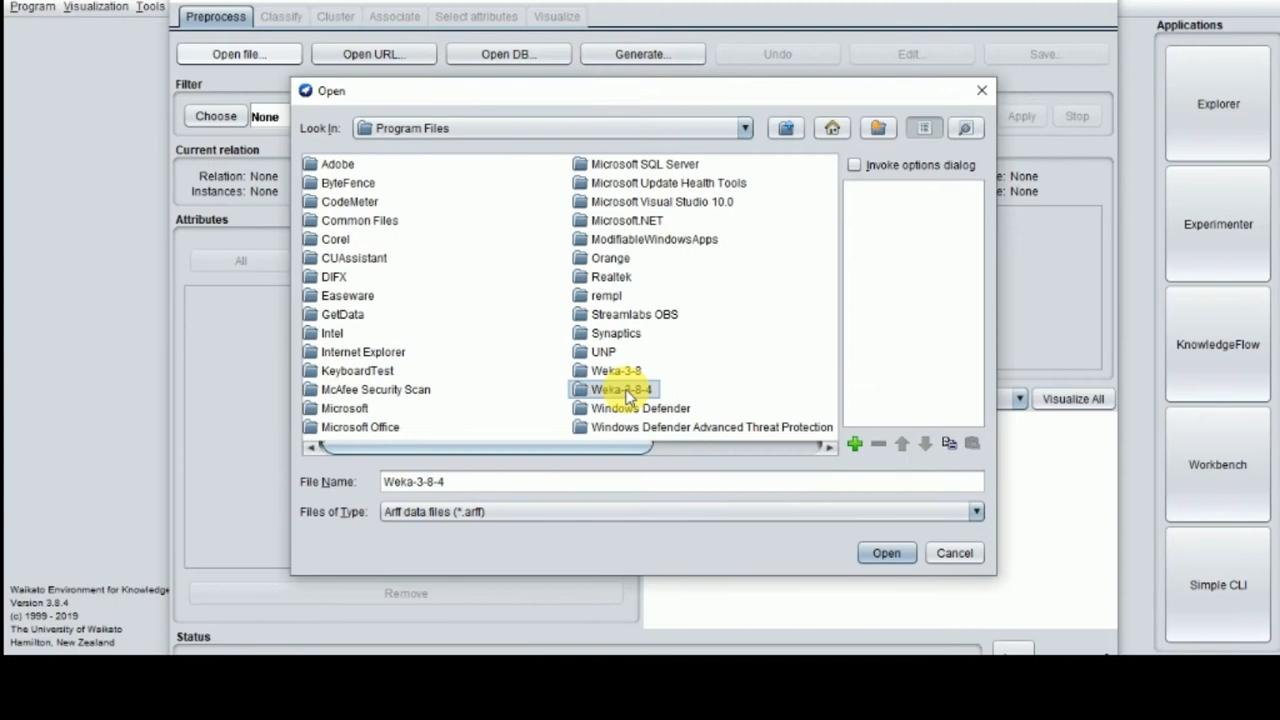 Program Visualization Tools
Applications
Preprocess Classify Cluster Associate Select attributes Visualize
Open file... Open URL... Open DB... Generate... Undo Edit... Save...
Filter
Choose None Apply Stop
Current relation
Relation: None
Instances: None
e: None
e: None
Attributes
All
Remove
Visualize All
Status
Open
Look In: Program Files
Adobe
ByteFence
CodeMeter
Common Files
Corel
CUAssistant
DIFX
Easeware
GetData
Intel
Internet Explorer
KeyboardTest
McAfee Security Scan
Microsoft
Microsoft Office
Microsoft SQL Server
Microsoft Update Health Tools
Microsoft Visual Studio 10.0
Microsoft.NET
ModifiableWindowsApps
Orange
Realtek
rempl
Streamlabs OBS
Synaptics
UNP
Weka-3-8
Weka-3-8-4
Windows Defender
Windows Defender Advanced Threat Protection
Invoke options dialog
File Name: Weka-3-8-4
Files of Type: Arff data files (*.arff)
Open Cancel
Explorer
Experimenter
KnowledgeFlow
Workbench
Simple CLI
Waikato Environment for Knowledge
Version 3.8.4
(c) 1999 - 2019
The University of Waikato
Hamilton, New Zealand